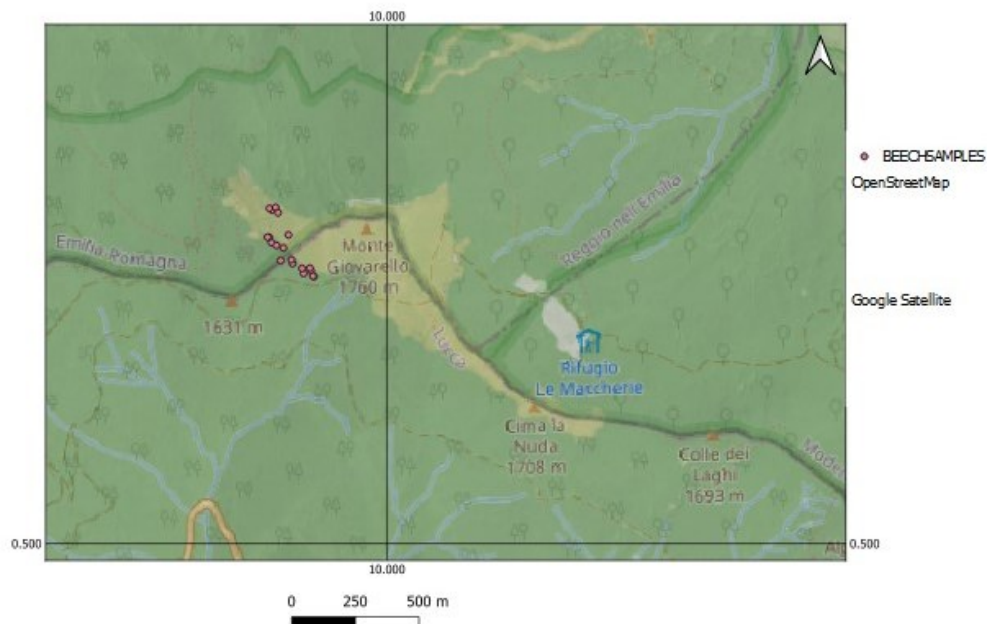 10.000
BEECHSAMPLES
OpenStreetMap
Reggio nell'Emilia
Emilia-Romagna
Monte
Giovarello
1760 m
1631 m
Lucca
Google Satellite
Rifugio
Le Maccherie
Cima la
Nuda
1708 m
Colle dei
Laghi
1693 m
0.500
0.500
10.000
0
250
500 m